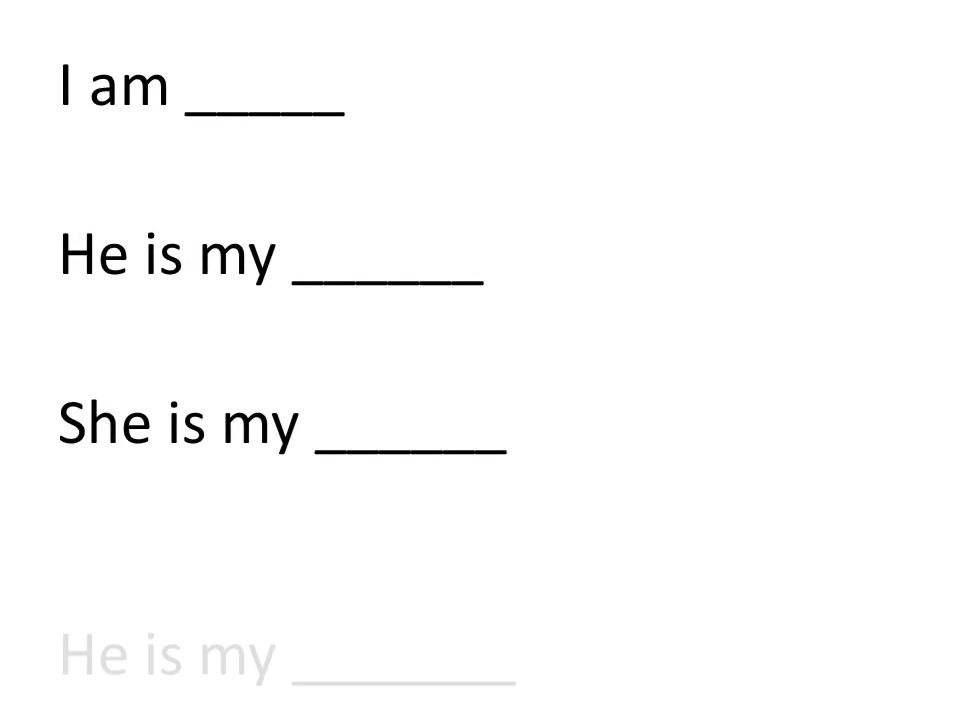 I am _____
He is my ______
She is my ______
He is my _______